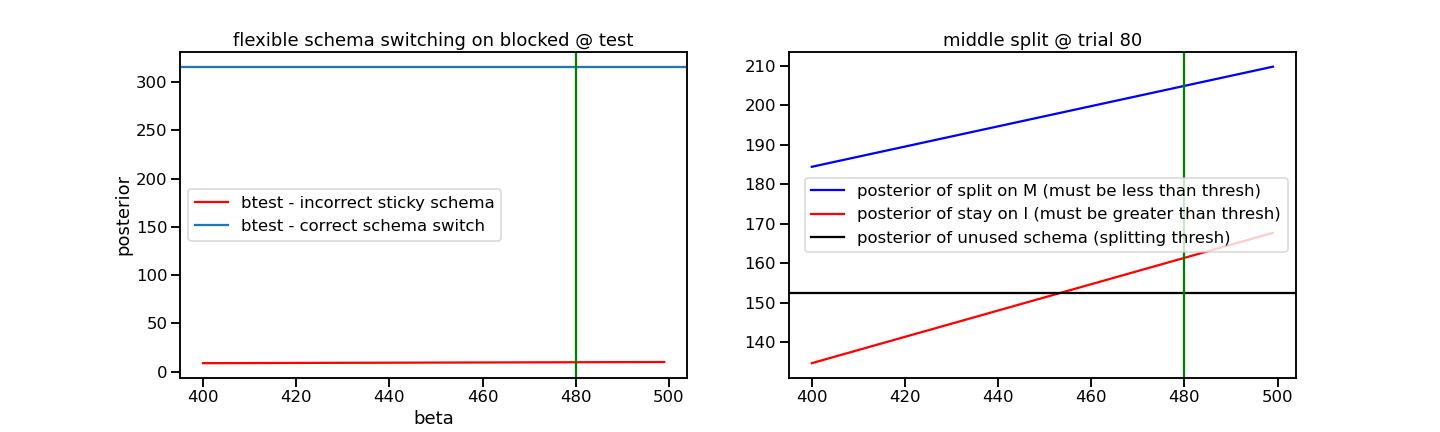 flexible schema switching on blocked @ test
posterior
300
250
200
150
100
50
0
btest - incorrect sticky schema
btest - correct schema switch
400 420 440 460 480 500
beta
middle split @ trial 80
210
200
190
180
170
160
150
140
posterior of split on M (must be less than thresh)
posterior of stay on I (must be greater than thresh)
posterior of unused schema (splitting thresh)
400 420 440 460 480 500